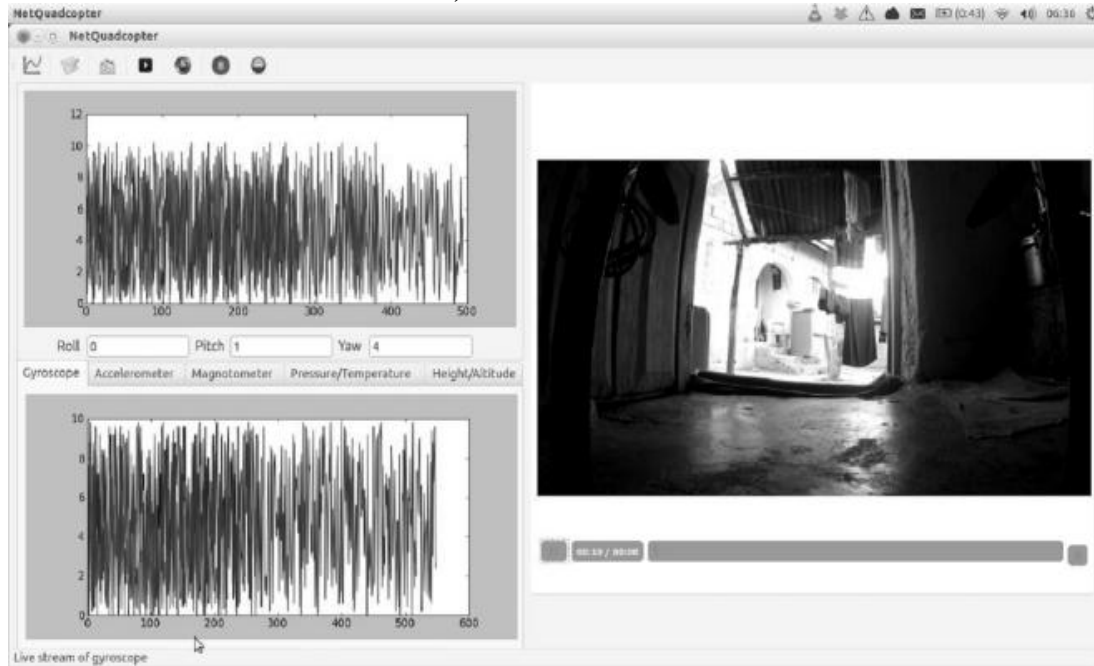 NetQuadcopter (0:43) 06:36
NetQuadcopter
12
10
8
6
4
2
0
0 100 200 300 400 500
Roll 0 Pitch 1 Yaw 4
Gyroscope Accelerometer Magnotometer Pressure/Temperature Height/Altitude
10
8
6
4
2
0
0 100 200 300 400 500 600
Live stream of gyroscope